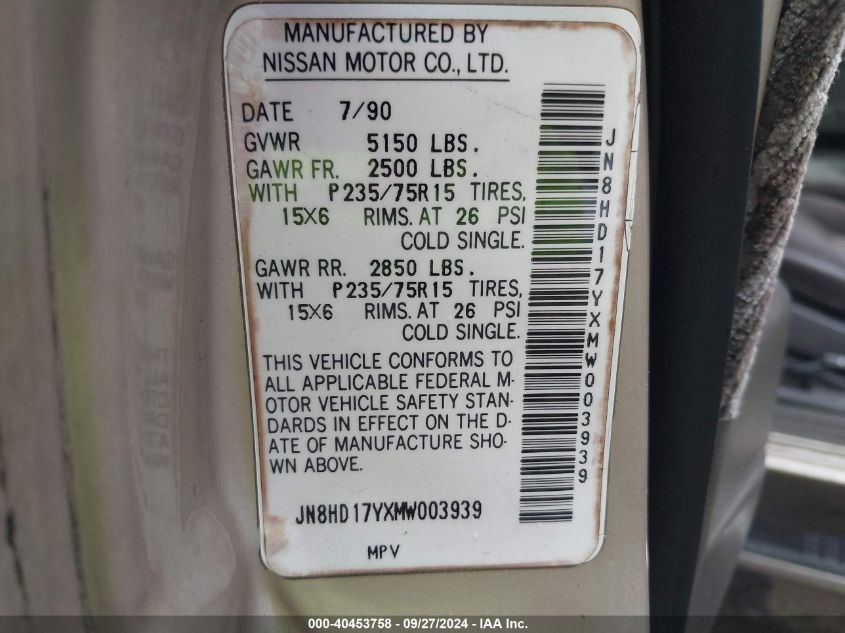 MANUFACTURED BY
NISSAN MOTOR CO., LTD.
DATE 7/90
GVWR 5150 LBS.
GAWR FR. 2500 LBS.
WITH P235/75R15 TIRES,
15X6 RIMS. AT 26 PSI
COLD SINGLE.
GAWR RR. 2850 LBS.
WITH P235/75R15 TIRES,
15X6 RIMS. AT 26 PSI
COLD SINGLE.
THIS VEHICLE CONFORMS TO
ALL APPLICABLE FEDERAL M-
OTOR VEHICLE SAFETY STAN-
DARDS IN EFFECT ON THE D-
ATE OF MANUFACTURE SHO-
WN ABOVE.
JN8HD17YXMW003939
MPV
JN8HD17YXMW003939
000-40453758 - 09/27/2024 - IAA Inc.